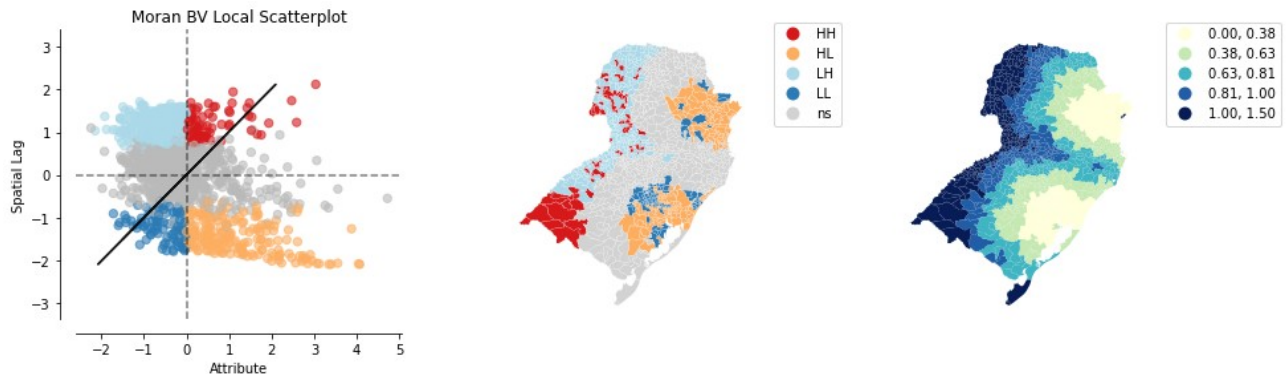 Moran BV Local Scatterplot
3
2
1
0
−1
−2
−3
Spatial Lag
−2 −1 0 1 2 3 4 5
Attribute
HH
HL
LH
LL
ns
0.00, 0.38
0.38, 0.63
0.63, 0.81
0.81, 1.00
1.00, 1.50